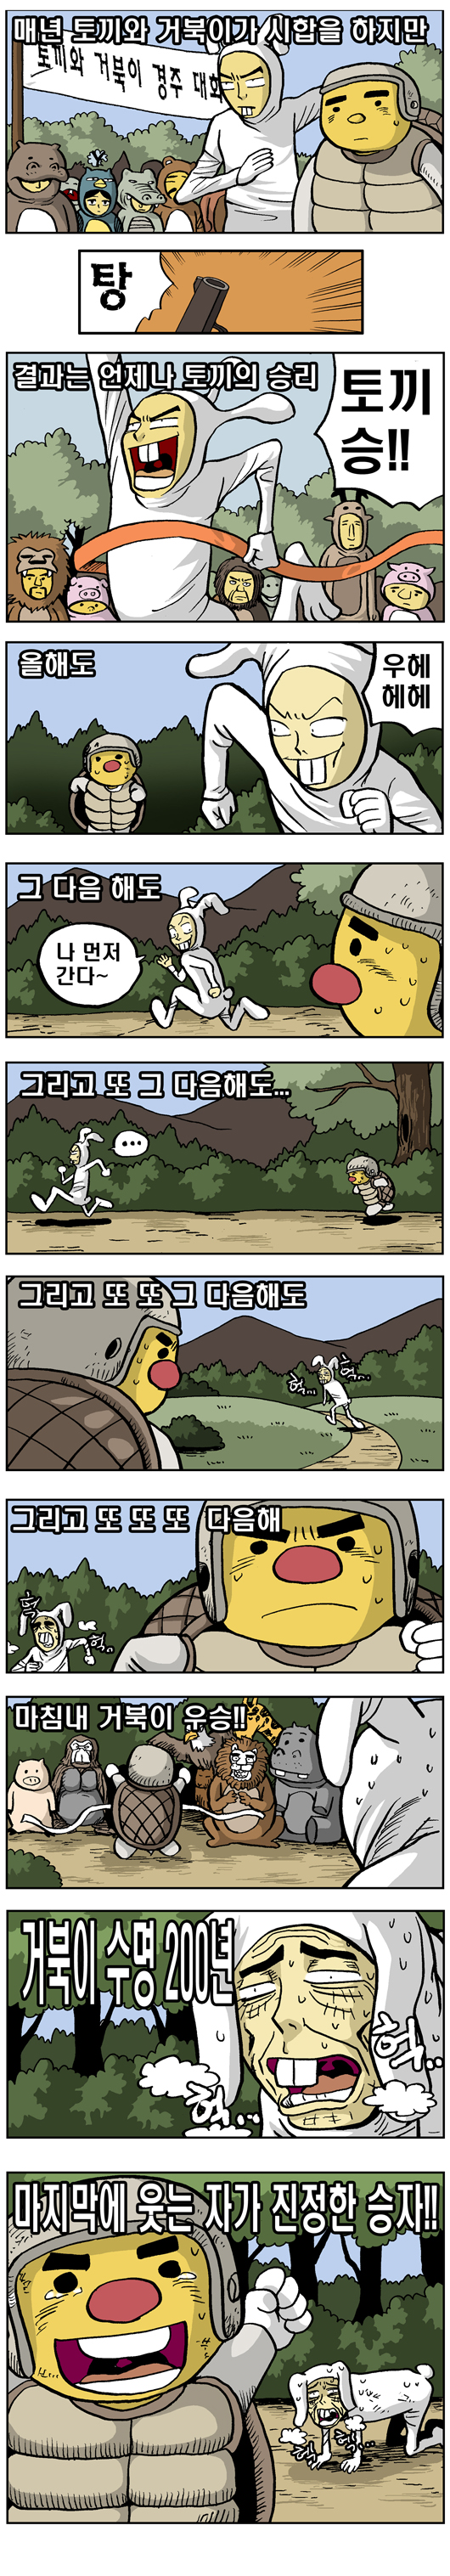 매년 토끼와 거북이가 시합을 하지만
토끼와 거북이 경주 대회
탕
결과는 언제나 토끼의 승리
토끼
승!!
올해도
우헤
헤헤
그 다음 해도
나 먼저
간다~
그리고 또 그 다음해도...
...
그리고 또 또 그 다음해도
헉... 헉...
그리고 또 또 또 다음해
헉
헉..
마침내 거북이 우승!!
거북이 수명 200년
헉...
헉...
마지막에 웃는 자가 진정한 승자!!
헉... 헉...